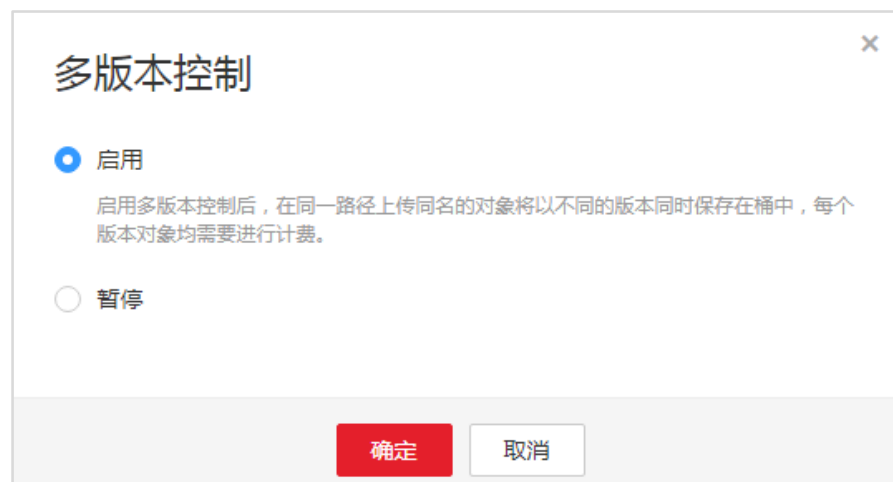 多版本控制
启用
启用多版本控制后，在同一路径上传同名的对象将以不同的版本同时保存在桶中，每个
版本对象均需要进行计费。
暂停
确定
取消